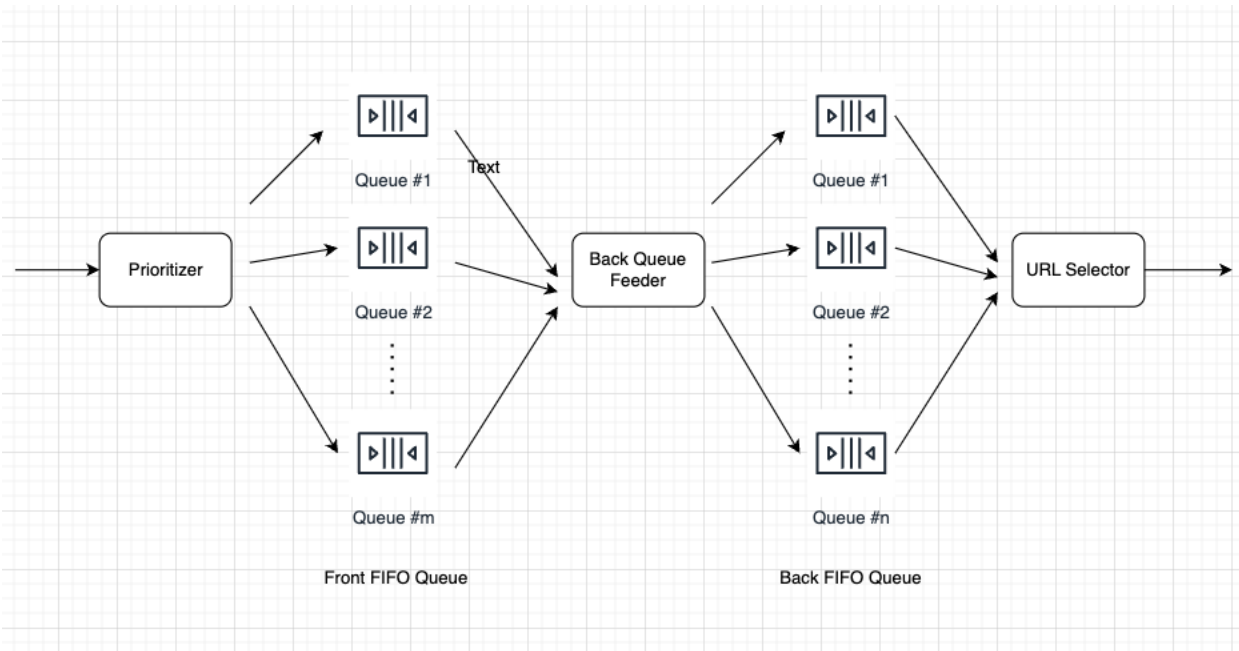 Queue #1
Text
Queue #1
Prioritizer
Back Queue
Feeder
URL Selector
Queue #2
Queue #2
Queue #m
Queue #n
Front FIFO Queue
Back FIFO Queue